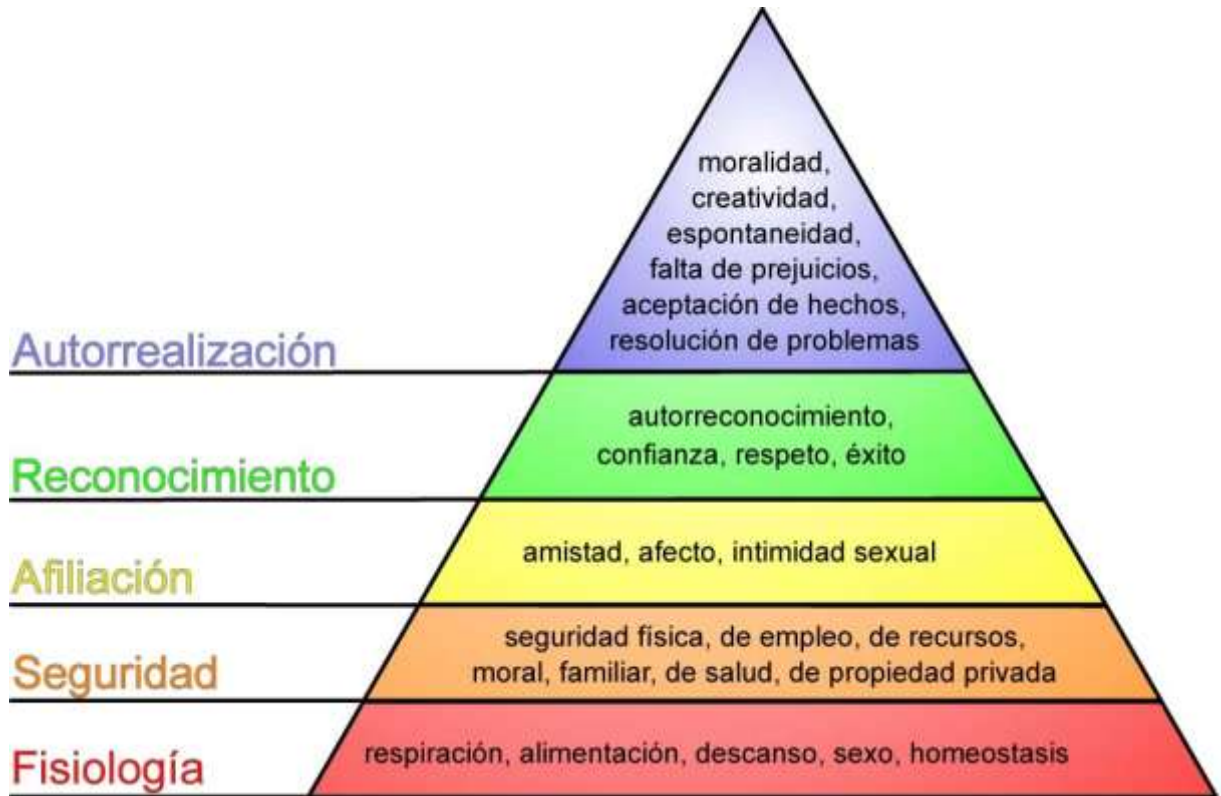 moralidad,
creatividad,
espontaneidad,
falta de prejuicios,
aceptación de hechos,
resolución de problemas
Autorrealización
autorreconocimiento,
confianza, respeto, éxito
Reconocimiento
amistad, afecto, intimidad sexual
Afiliación
seguridad física, de empleo, de recursos,
moral, familiar, de salud, de propiedad privada
Seguridad
respiración, alimentación, descanso, sexo, homeostasis
Fisiología